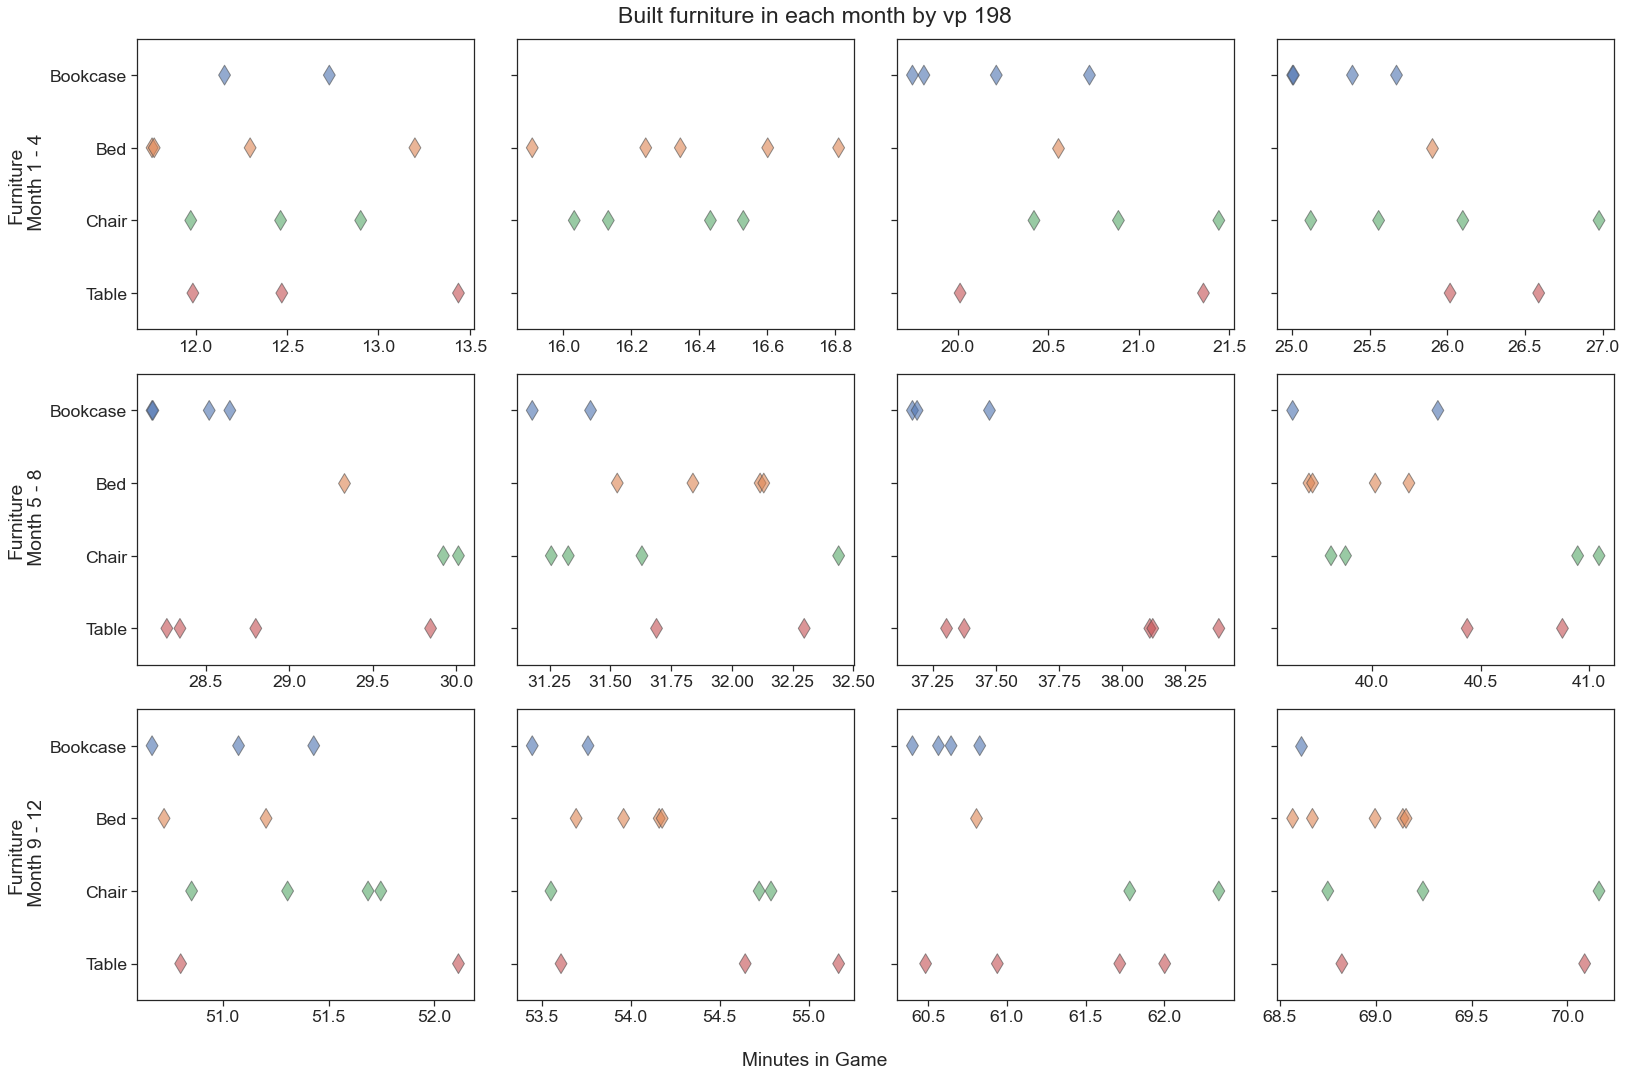 Built furniture in each month by vp 198
Furniture
Month 1 - 4
Bookcase
Bed
Chair
Table
12.0 12.5 13.0 13.5
16.0 16.2 16.4 16.6 16.8
20.0 20.5 21.0 21.5
25.0 25.5 26.0 26.5 27.0
Furniture
Month 5 - 8
Bookcase
Bed
Chair
Table
28.5 29.0 29.5 30.0
31.25 31.50 31.75 32.00 32.25 32.50
37.25 37.50 37.75 38.00 38.25
40.0 40.5 41.0
Furniture
Month 9 - 12
Bookcase
Bed
Chair
Table
51.0 51.5 52.0
53.5 54.0 54.5 55.0
60.5 61.0 61.5 62.0
68.5 69.0 69.5 70.0
Minutes in Game